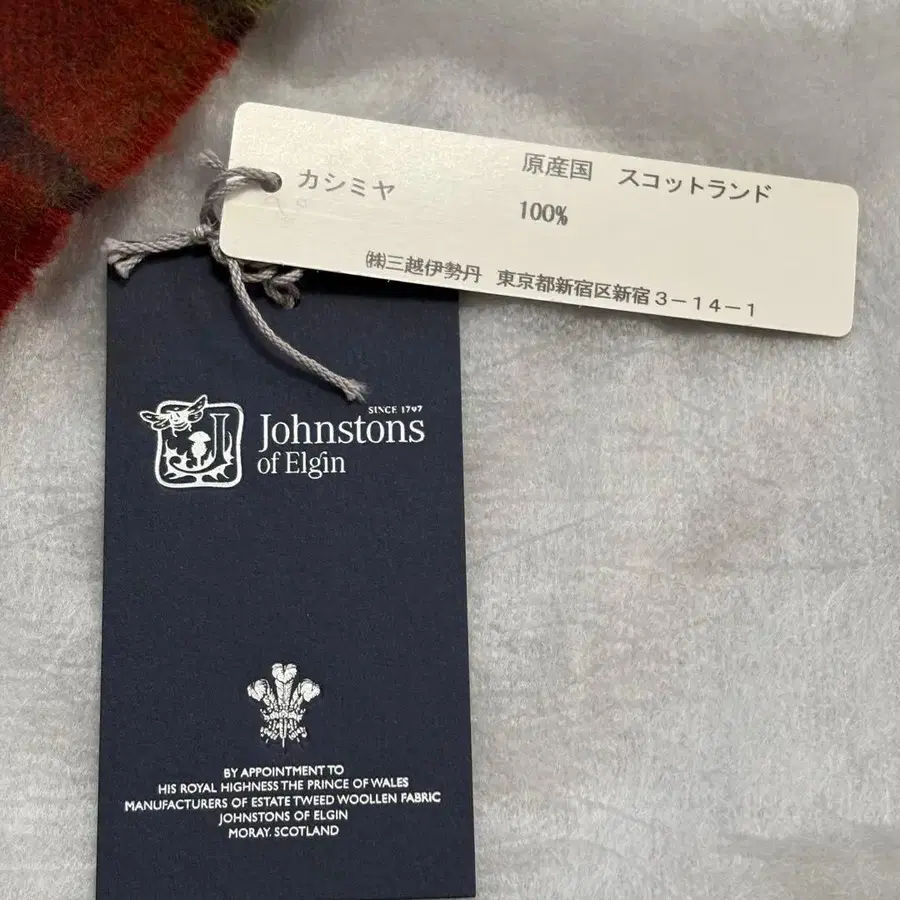 原産国　スコットランド
カシミヤ
100%
㈱三越伊勢丹　東京都新宿区新宿３－１４－１
SINCE 1797
Johnstons
of Elgin
BY APPOINTMENT TO
HIS ROYAL HIGHNESS THE PRINCE OF WALES
MANUFACTURERS OF ESTATE TWEED WOOLLEN FABRIC
JOHNSTONS OF ELGIN
MORAY. SCOTLAND